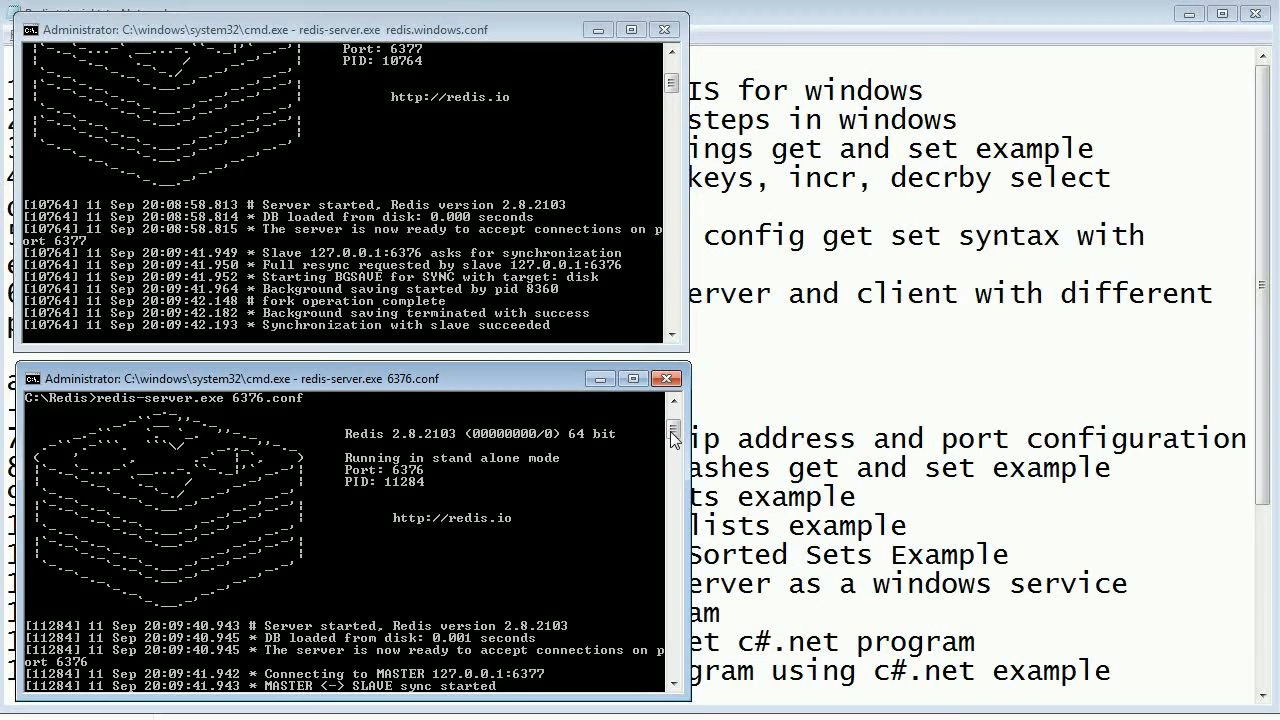 Administrator: C:\windows\system32\cmd.exe - redis-server.exe redis.windows.conf
Port: 6377
PID: 10764
http://redis.io
[10764] 11 Sep 20:08:58.813 # Server started, Redis version 2.8.2103
[10764] 11 Sep 20:08:58.814 * DB loaded from disk: 0.000 seconds
[10764] 11 Sep 20:08:58.815 * The server is now ready to accept connections on p
ort 6377
[10764] 11 Sep 20:09:41.949 * Slave 127.0.0.1:6376 asks for synchronization
[10764] 11 Sep 20:09:41.950 * Full resync requested by slave 127.0.0.1:6376
[10764] 11 Sep 20:09:41.952 * Starting BGSAVE for SYNC with target: disk
[10764] 11 Sep 20:09:41.964 * Background saving started by pid 8360
[10764] 11 Sep 20:09:42.148 # fork operation complete
[10764] 11 Sep 20:09:42.182 * Background saving terminated with success
[10764] 11 Sep 20:09:42.193 * Synchronization with slave succeeded
Administrator: C:\windows\system32\cmd.exe - redis-server.exe 6376.conf
C:\Redis>redis-server.exe 6376.conf
Redis 2.8.2103 (00000000/0) 64 bit
Running in stand alone mode
Port: 6376
PID: 11284
http://redis.io
[11284] 11 Sep 20:09:40.943 # Server started, Redis version 2.8.2103
[11284] 11 Sep 20:09:40.945 * DB loaded from disk: 0.001 seconds
[11284] 11 Sep 20:09:40.945 * The server is now ready to accept connections on p
ort 6376
[11284] 11 Sep 20:09:41.942 * Connecting to MASTER 127.0.0.1:6377
[11284] 11 Sep 20:09:41.943 * MASTER <-> SLAVE sync started
IS for windows
steps in windows
ings get and set example
keys, incr, decrby select
config get set syntax with
erver and client with different
ip address and port configuration
ashes get and set example
ts example
lists example
Sorted Sets Example
erver as a windows service
am
et c#.net program
gram using c#.net example